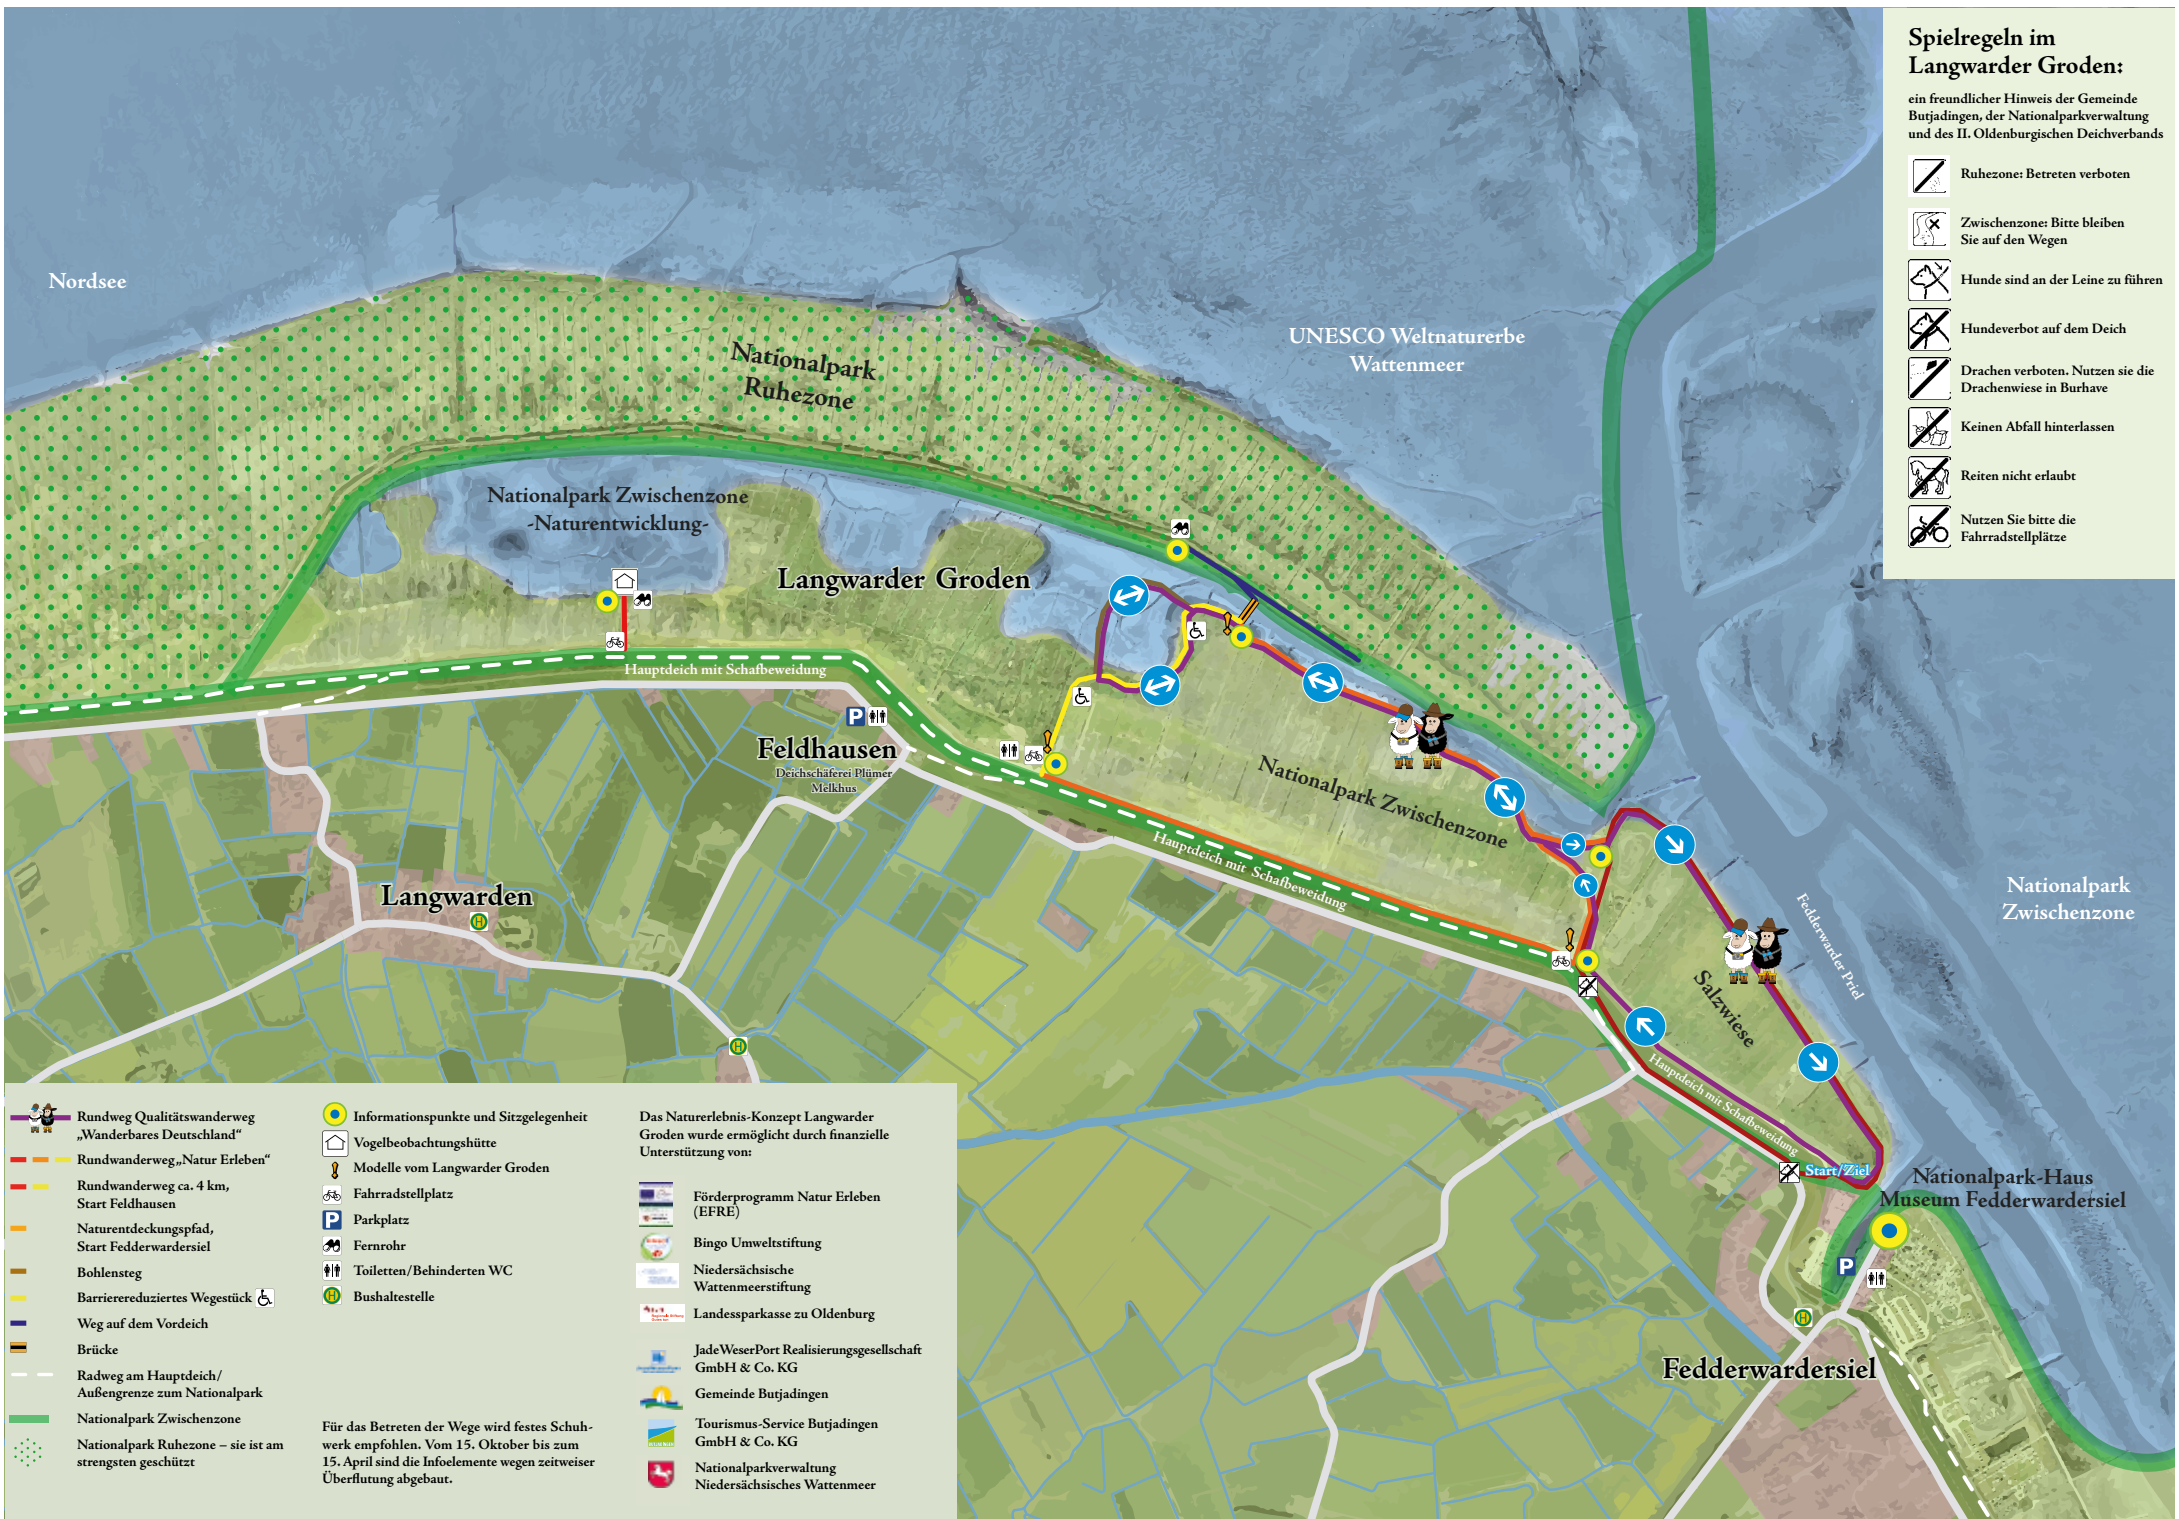 Spielregeln im
Langwarder Groden:
ein freundlicher Hinweis der Gemeinde
Butjadingen, der Nationalparkverwaltung
und des II. Oldenburgischen Deichverbands
Ruhezone: Betreten verboten
Zwischenzone: Bitte bleiben
Sie auf den Wegen
Hunde sind an der Leine zu führen
Hundeverbot auf dem Deich
Drachen verboten. Nutzen sie die
Drachenwiese in Burhave
Keinen Abfall hinterlassen
Reiten nicht erlaubt
Nutzen Sie bitte die
Fahrradstellplätze
Nordsee
UNESCO Weltnaturerbe
Wattenmeer
Nationalpark
Ruhezone
Nationalpark Zwischenzone
-Naturentwicklung-
Langwarder Groden
Hauptdeich mit Schafbeweidung
P
Feldhausen
Deichschäferei Plümer
Melkhus
Nationalpark Zwischenzone
Hauptdeich mit Schafbeweidung
Langwarden
H
H
Nationalpark
Zwischenzone
Fedderwarder Priel
Salzwiese
Hauptdeich mit Schafbeweidung
Start/Ziel
Nationalpark-Haus
Museum Fedderwardersiel
P
H
Fedderwardersiel
Rundweg Qualitätswanderweg
„Wanderbares Deutschland“
Rundwanderweg „Natur Erleben“
Rundwanderweg ca. 4 km,
Start Feldhausen
Naturentdeckungspfad,
Start Fedderwardersiel
Bohlensteg
Barrierereduziertes Wegestück
Weg auf dem Vordeich
Brücke
Radweg am Hauptdeich/
Außengrenze zum Nationalpark
Nationalpark Zwischenzone
Nationalpark Ruhezone – sie ist am
strengsten geschützt
Informationspunkte und Sitzgelegenheit
Vogelbeobachtungshütte
Modelle vom Langwarder Groden
Fahrradstellplatz
P Parkplatz
Fernrohr
Toiletten/Behinderten WC
H Bushaltestelle
Für das Betreten der Wege wird festes Schuh-
werk empfohlen. Vom 15. Oktober bis zum
15. April sind die Infoelemente wegen zeitweiser
Überflutung abgebaut.
Das Naturerlebnis-Konzept Langwarder
Groden wurde ermöglicht durch finanzielle
Unterstützung von:
Förderprogramm Natur Erleben
(EFRE)
Bingo Umweltstiftung
Niedersächsische
Wattenmeerstiftung
Landessparkasse zu Oldenburg
JadeWeserPort Realisierungsgesellschaft
GmbH & Co. KG
Gemeinde Butjadingen
Tourismus-Service Butjadingen
GmbH & Co. KG
Nationalparkverwaltung
Niedersächsisches Wattenmeer